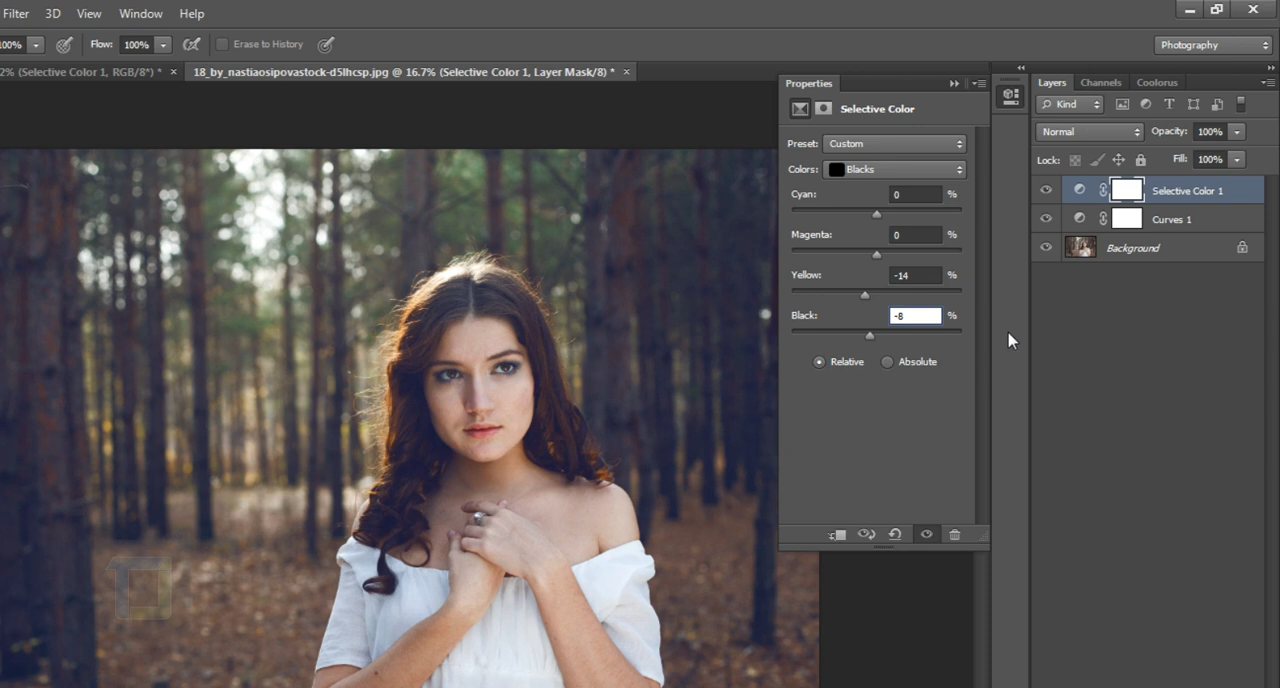 Filter 3D View Window Help
100% Flow: 100% Erase to History Photography
2% (Selective Color 1, RGB/8*) * × 18_by_nastiaosipovastock-d5lhcsp.jpg @ 16.7% (Selective Color 1, Layer Mask/8) * ×
Properties
Selective Color
Preset: Custom
Colors: Blacks
Cyan: 0 %
Magenta: 0 %
Yellow: -14 %
Black: -8 %
Relative Absolute
Layers Channels Coolorus
Kind
Normal Opacity: 100%
Lock: Fill: 100%
Selective Color 1
Curves 1
Background